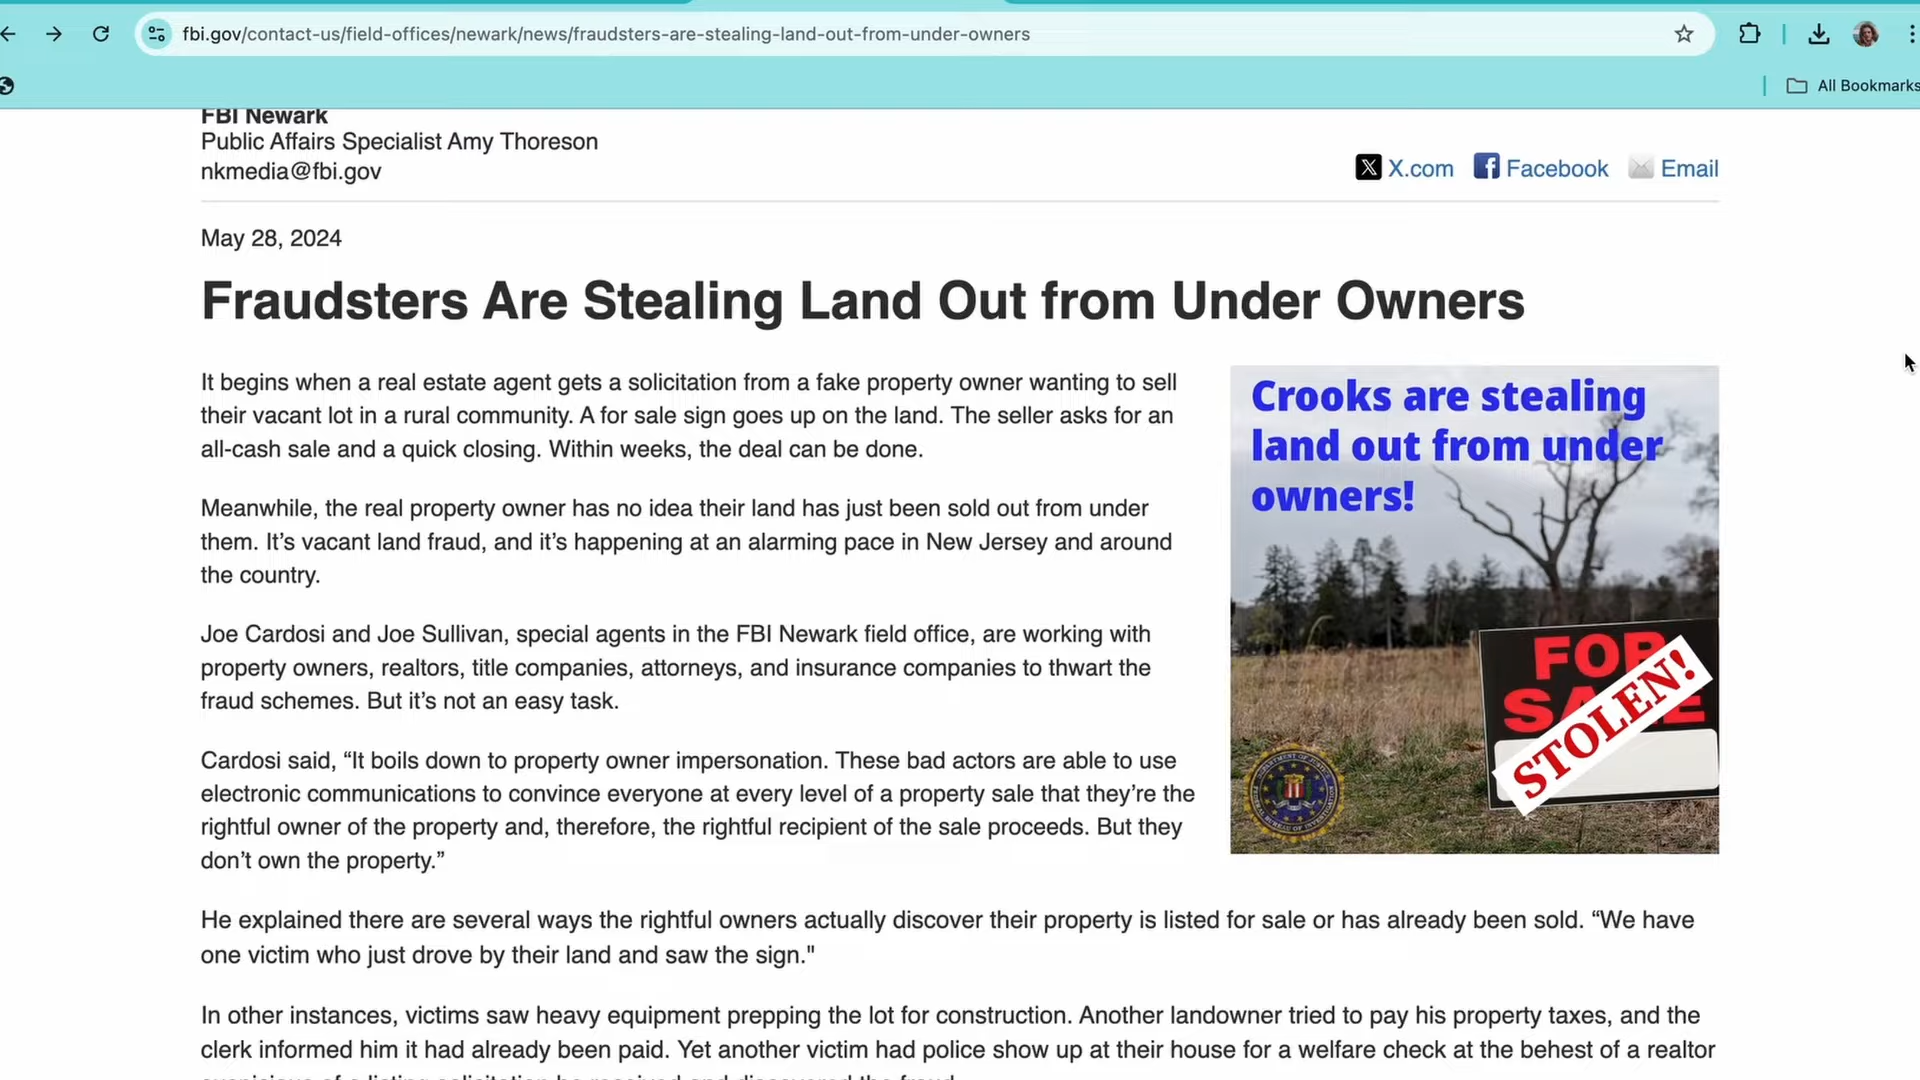 fbi.gov/contact-us/field-offices/newark/news/fraudsters-are-stealing-land-out-from-under-owners
All Bookmarks
FBI Newark
Public Affairs Specialist Amy Thoreson
nkmedia@fbi.gov
X.com Facebook Email
May 28, 2024
Fraudsters Are Stealing Land Out from Under Owners
It begins when a real estate agent gets a solicitation from a fake property owner wanting to sell
their vacant lot in a rural community. A for sale sign goes up on the land. The seller asks for an
all-cash sale and a quick closing. Within weeks, the deal can be done.
Meanwhile, the real property owner has no idea their land has just been sold out from under
them. It’s vacant land fraud, and it’s happening at an alarming pace in New Jersey and around
the country.
Joe Cardosi and Joe Sullivan, special agents in the FBI Newark field office, are working with
property owners, realtors, title companies, attorneys, and insurance companies to thwart the
fraud schemes. But it’s not an easy task.
Cardosi said, “It boils down to property owner impersonation. These bad actors are able to use
electronic communications to convince everyone at every level of a property sale that they’re the
rightful owner of the property and, therefore, the rightful recipient of the sale proceeds. But they
don’t own the property.”
Crooks are stealing
land out from under
owners!
FOR
SALE
STOLEN!
He explained there are several ways the rightful owners actually discover their property is listed for sale or has already been sold. “We have
one victim who just drove by their land and saw the sign."
In other instances, victims saw heavy equipment prepping the lot for construction. Another landowner tried to pay his property taxes, and the
clerk informed him it had already been paid. Yet another victim had police show up at their house for a welfare check at the behest of a realtor